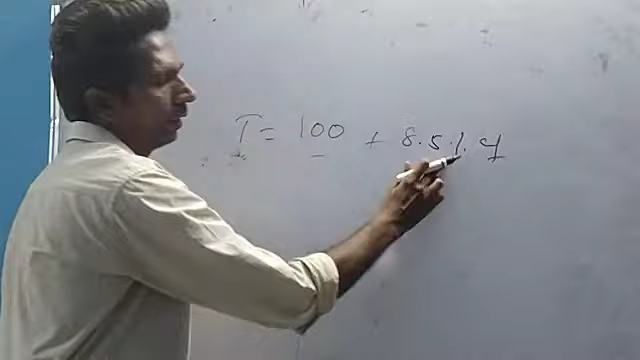 T = 100 + 8.5% y